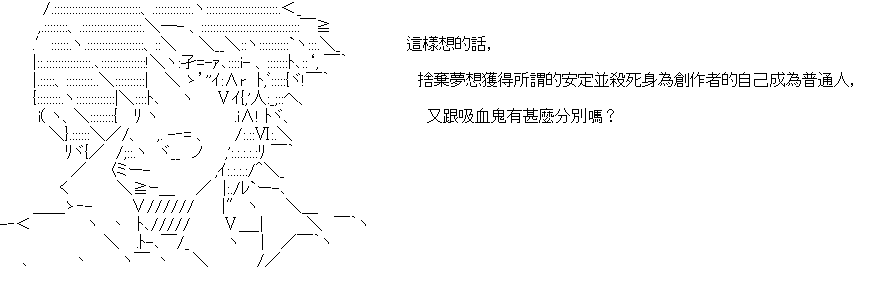 這樣想的話，
捨棄夢想獲得所謂的安定並殺死身為創作者的自己成為普通人，
又跟吸血鬼有甚麼分別嗎？